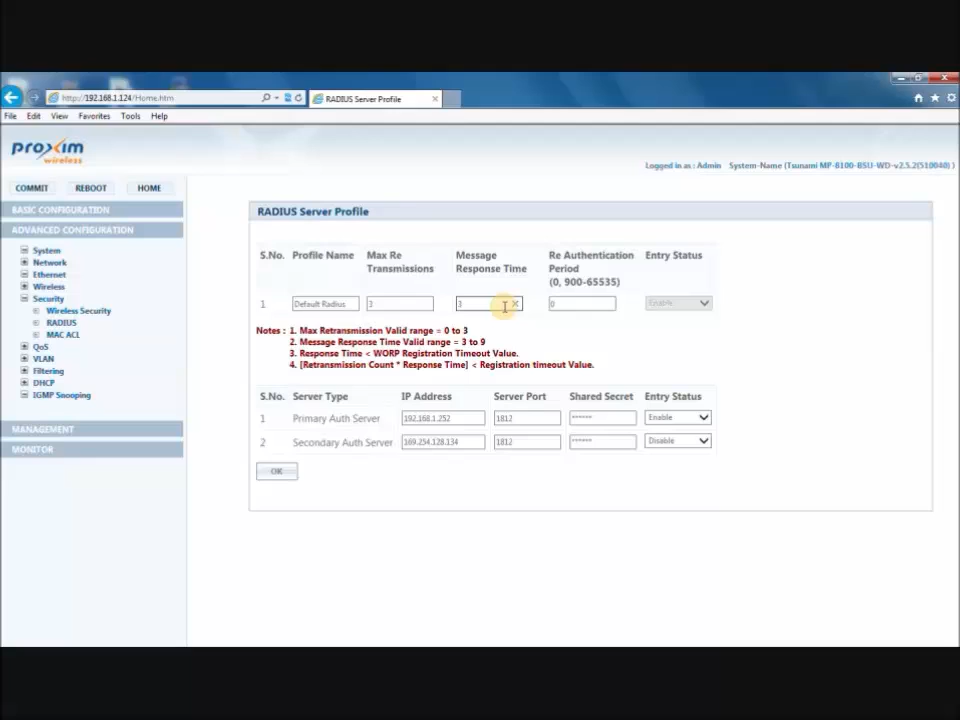 http://192.168.1.124/Home.htm
RADIUS Server Profile
File Edit View Favorites Tools Help
proxim
wireless
Logged in as : Admin System-Name (Tsunami MP-8100-BSU-WD-v2.5.2(510040) )
COMMIT REBOOT HOME
BASIC CONFIGURATION
ADVANCED CONFIGURATION
System
Network
Ethernet
Wireless
Security
Wireless Security
RADIUS
MAC ACL
QoS
VLAN
Filtering
DHCP
IGMP Snooping
MANAGEMENT
MONITOR
RADIUS Server Profile
S.No. Profile Name Max Re Transmissions Message Response Time Re Authentication Period (0, 900-65535) Entry Status
1 Default Radius 3 3 0 Enable
Notes : 1. Max Retransmission Valid range = 0 to 3
2. Message Response Time Valid range = 3 to 9
3. Response Time < WORP Registration Timeout Value.
4. [Retransmission Count * Response Time] < Registration timeout Value.
S.No. Server Type IP Address Server Port Shared Secret Entry Status
1 Primary Auth Server 192.168.1.252 1812 ****** Enable
2 Secondary Auth Server 169.254.128.134 1812 ****** Disable
OK